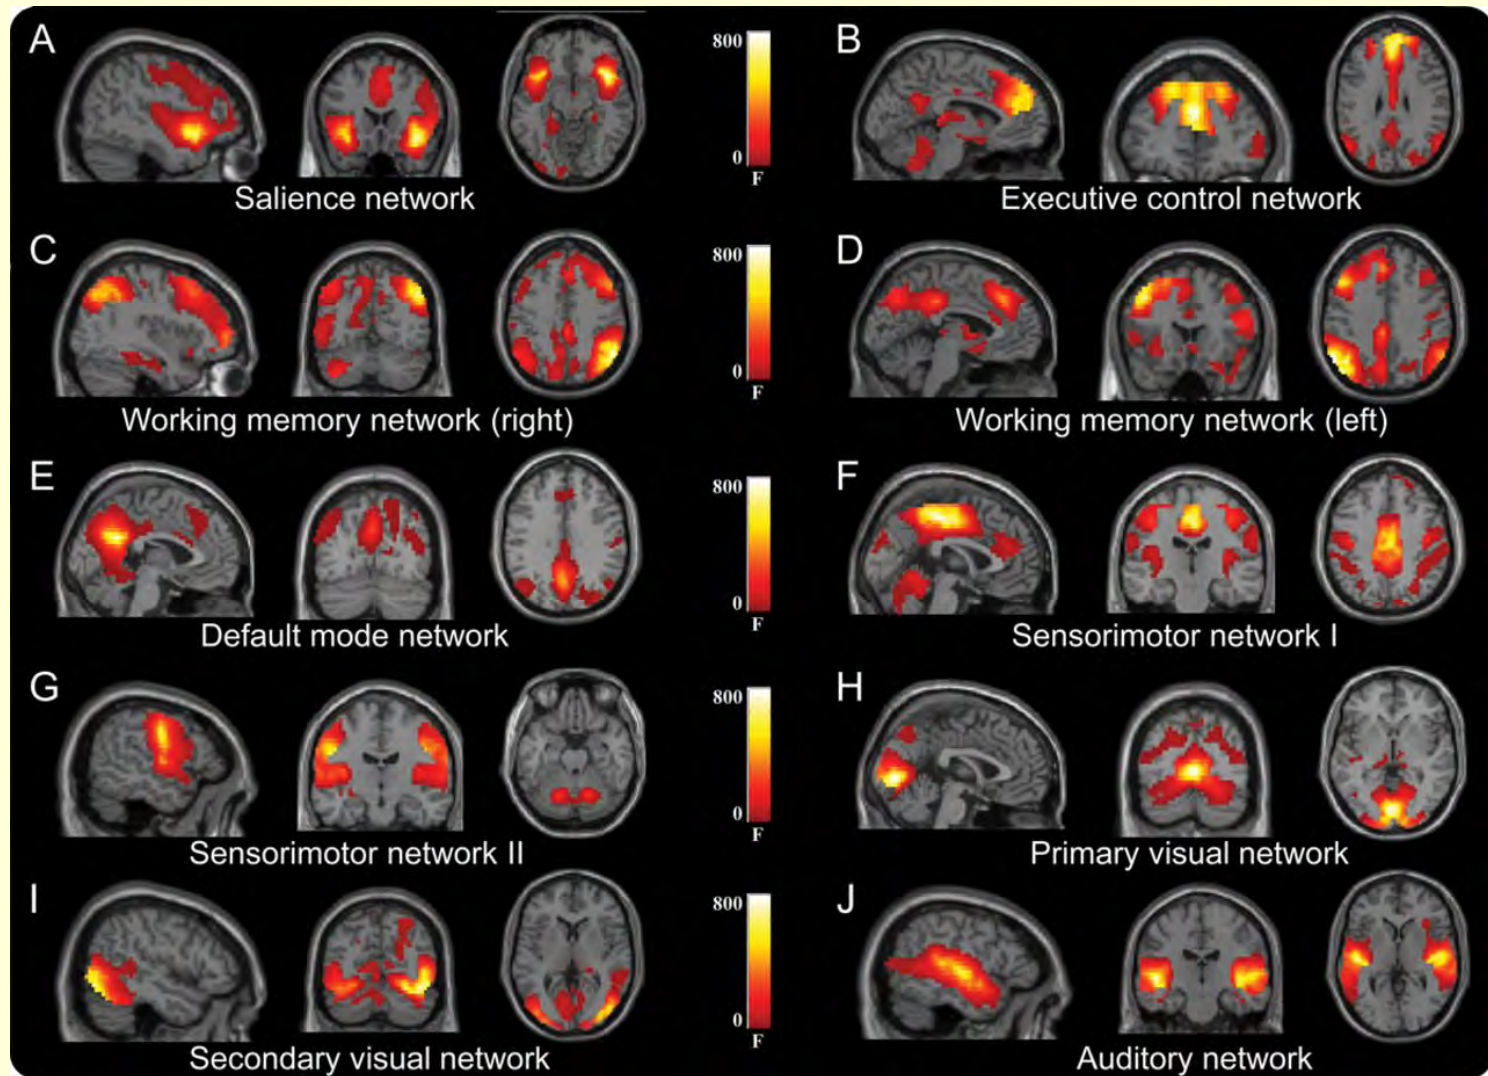 A
800
0
F
Salience network
B
Executive control network
C
800
0
F
Working memory network (right)
D
Working memory network (left)
E
800
0
F
Default mode network
F
Sensorimotor network I
G
800
0
F
Sensorimotor network II
H
Primary visual network
I
800
0
F
Secondary visual network
J
Auditory network